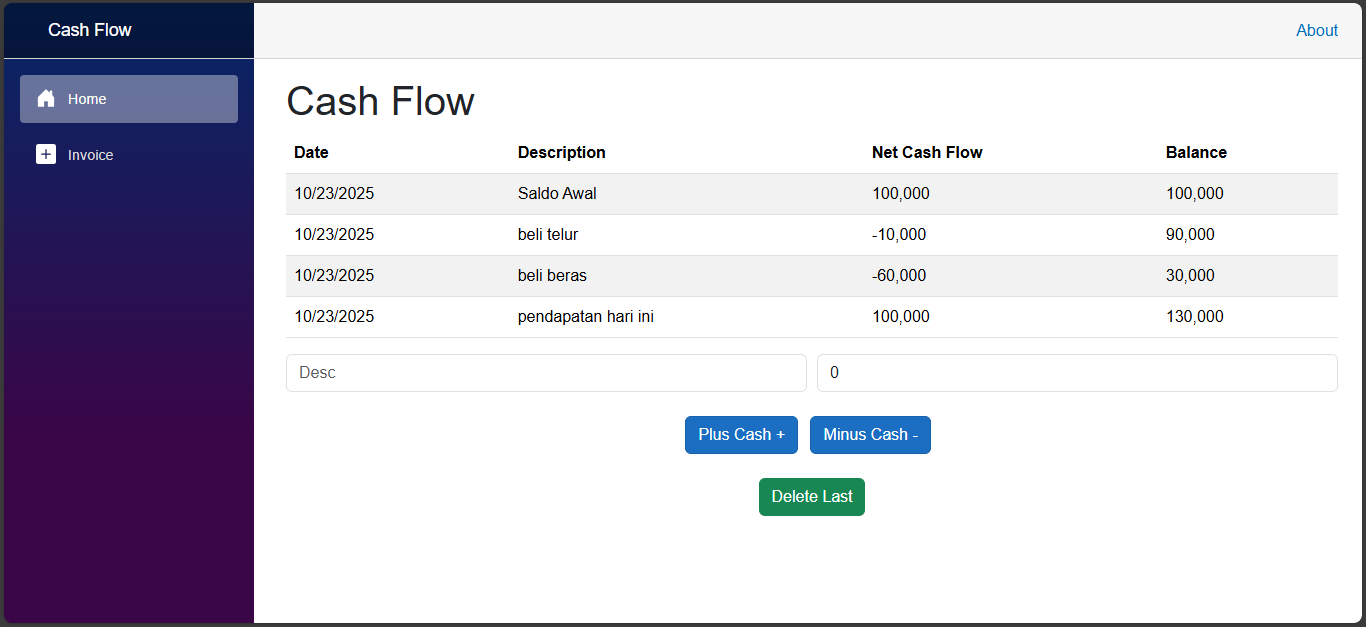 Cash Flow
About
Home
Invoice
Cash Flow
Date Description Net Cash Flow Balance
10/23/2025 Saldo Awal 100,000 100,000
10/23/2025 beli telur -10,000 90,000
10/23/2025 beli beras -60,000 30,000
10/23/2025 pendapatan hari ini 100,000 130,000
Desc 0
Plus Cash + Minus Cash -
Delete Last